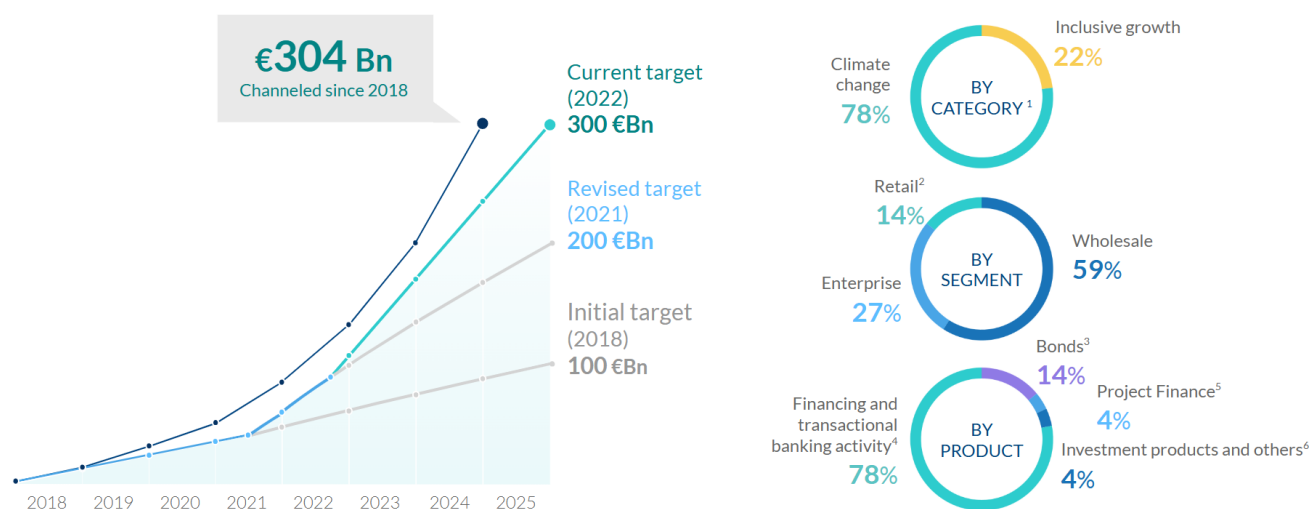 €304 Bn
Channeled since 2018
Current target
(2022)
300 €Bn
Revised target
(2021)
200 €Bn
Initial target
(2018)
100 €Bn
2018 2019 2020 2021 2022 2023 2024 2025
Inclusive growth
22%
Climate
change
78%
BY
CATEGORY 1
Retail2
14%
Wholesale
59%
Enterprise
27%
BY
SEGMENT
Bonds3
14%
Project Finance5
4%
Financing and
transactional
banking activity4
78%
Investment products and others6
4%
BY
PRODUCT